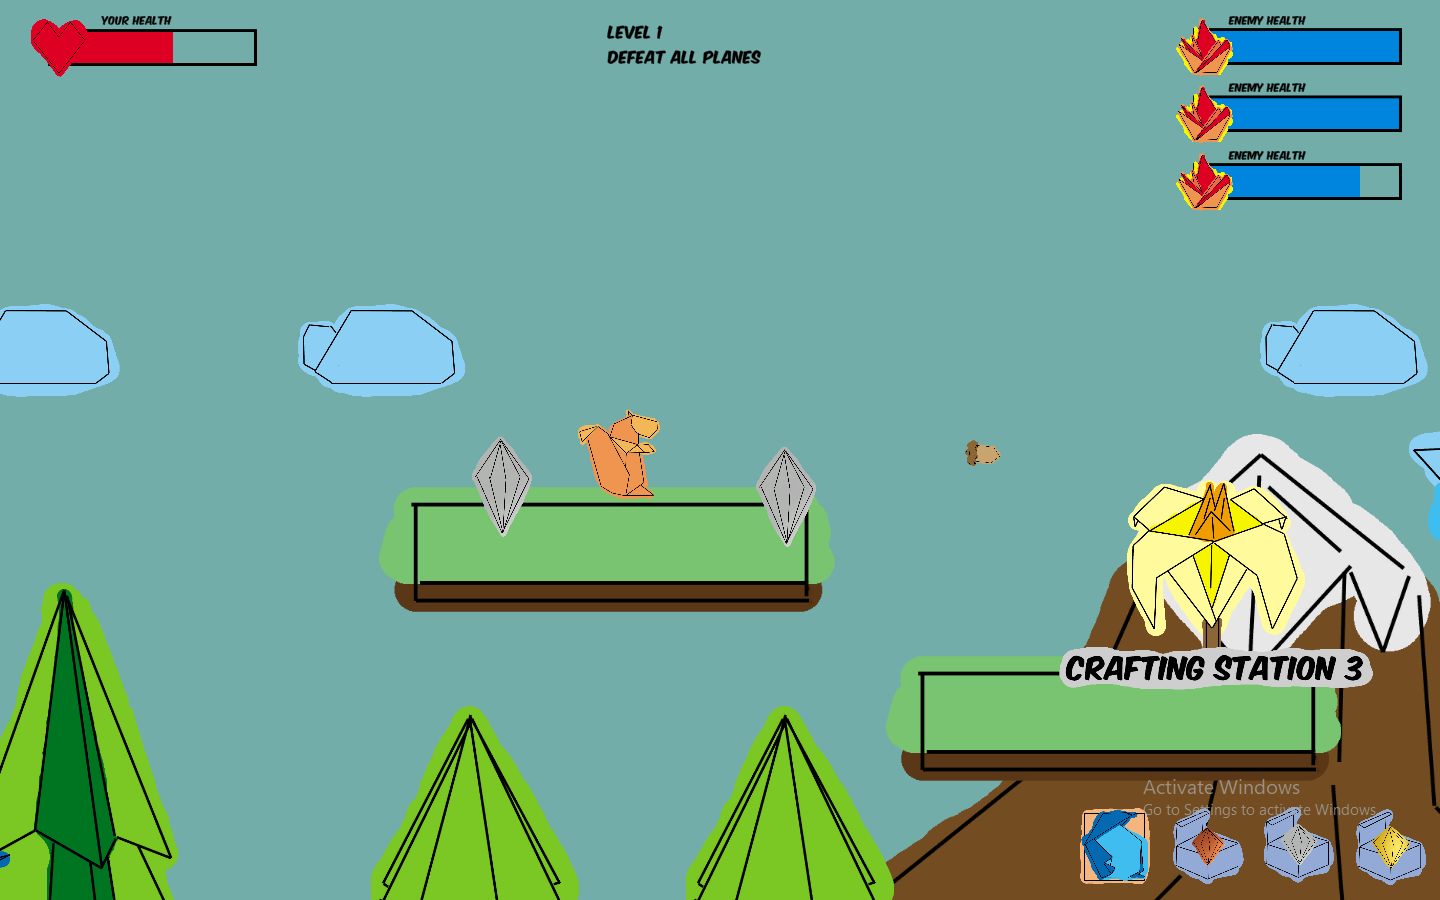 YOUR HEALTH
LEVEL 1
DEFEAT ALL PLANES
ENEMY HEALTH
ENEMY HEALTH
ENEMY HEALTH
CRAFTING STATION 3
Activate Windows
Go to Settings to activate Windows.